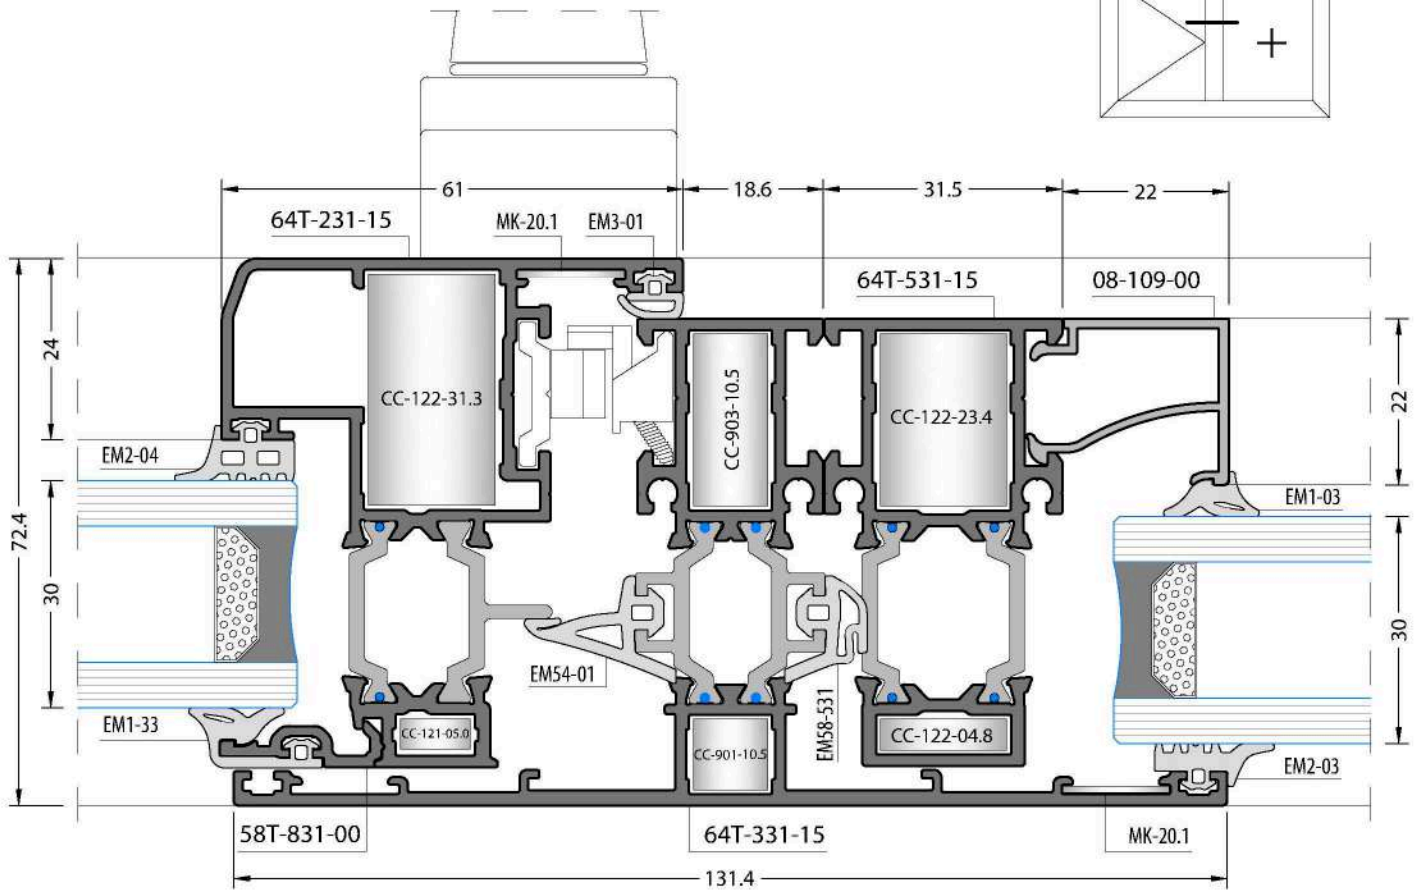 61
18.6
31.5
22
64T-231-15
MK-20.1
EM3-01
64T-531-15
08-109-00
24
CC-122-31.3
CC-903-10.5
CC-122-23.4
22
EM2-04
EM1-03
72.4
30
30
EM54-01
EM58-531
EM1-33
CC-121-05.0
CC-901-10.5
CC-122-04.8
EM2-03
58T-831-00
64T-331-15
MK-20.1
131.4